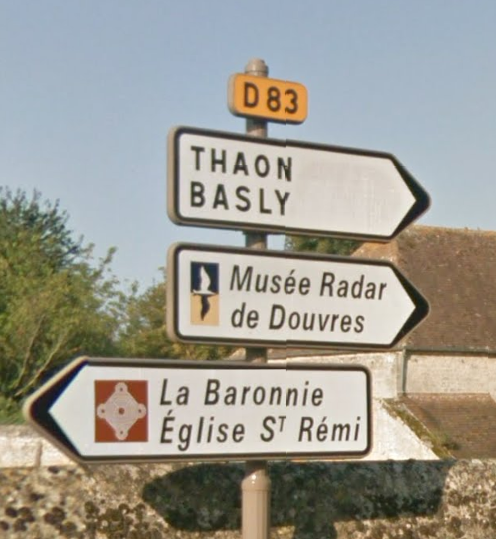 D 83
THAON
BASLY
Musée Radar
de Douvres
La Baronnie
Église Sᵀ Rémi